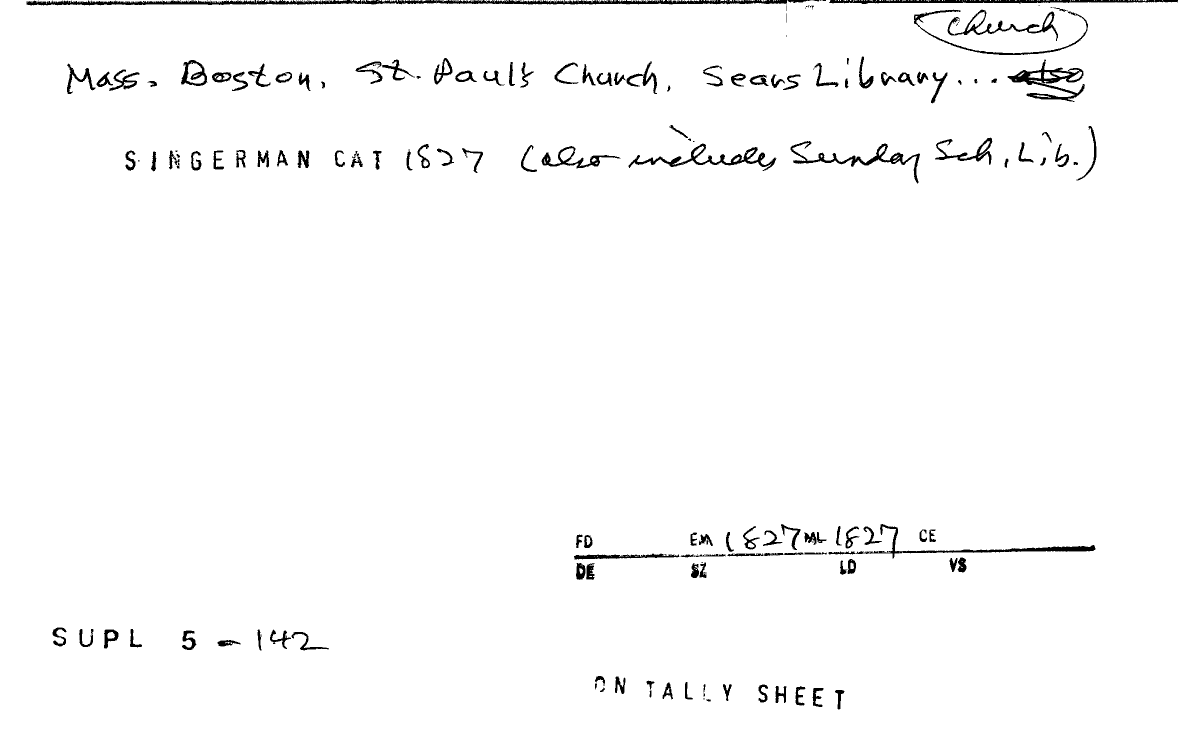 Church
Mass. Boston, St. Paul's Church, Sears Library...
SINGERMAN CAT 1827 (also includes Sunday Sch. Lib.)
FD EM 1827 ML 1827 CE
DE SZ LD VS
SUPL 5 - 142
ON TALLY SHEET